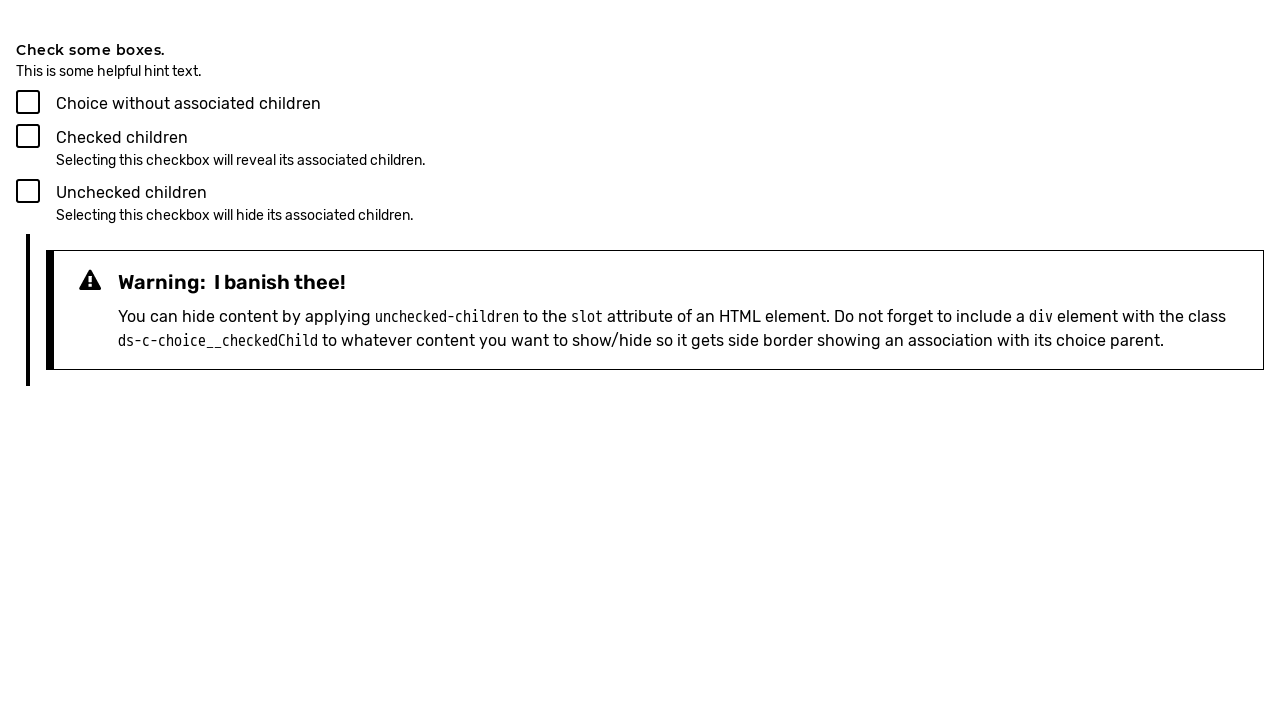 Check some boxes.
This is some helpful hint text.
Choice without associated children
Checked children
Selecting this checkbox will reveal its associated children.
Unchecked children
Selecting this checkbox will hide its associated children.
Warning: I banish thee!
You can hide content by applying unchecked-children to the slot attribute of an HTML element. Do not forget to include a div element with the class
ds-c-choice__checkedChild to whatever content you want to show/hide so it gets side border showing an association with its choice parent.